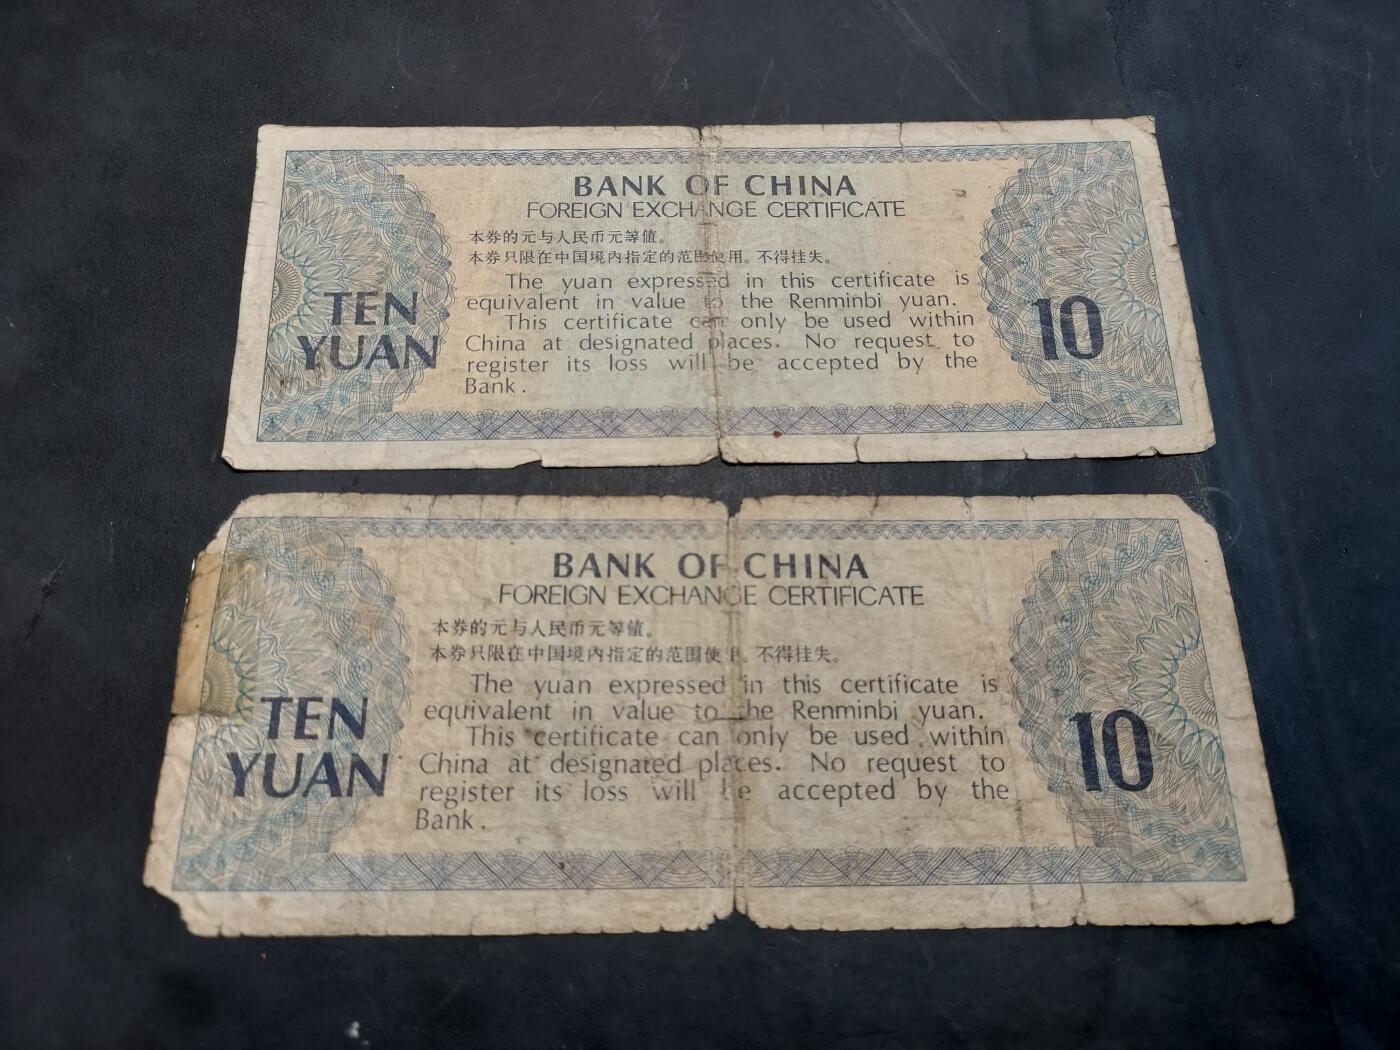 BANK OF CHINA
FOREIGN EXCHANGE CERTIFICATE
本券的元与人民币元等值。
本券只限在中国境内指定的范围使用。不得挂失。
The yuan expressed in this certificate is
equivalent in value to the Renminbi yuan.
This certificate can only be used within
China at designated places. No request to
register its loss will be accepted by the
Bank.
TEN
YUAN
10
BANK OF CHINA
FOREIGN EXCHANGE CERTIFICATE
本券的元与人民币元等值。
本券只限在中国境内指定的范围使用。不得挂失。
The yuan expressed in this certificate is
equivalent in value to the Renminbi yuan.
This certificate can only be used within
China at designated places. No request to
register its loss will be accepted by the
Bank.
TEN
YUAN
10